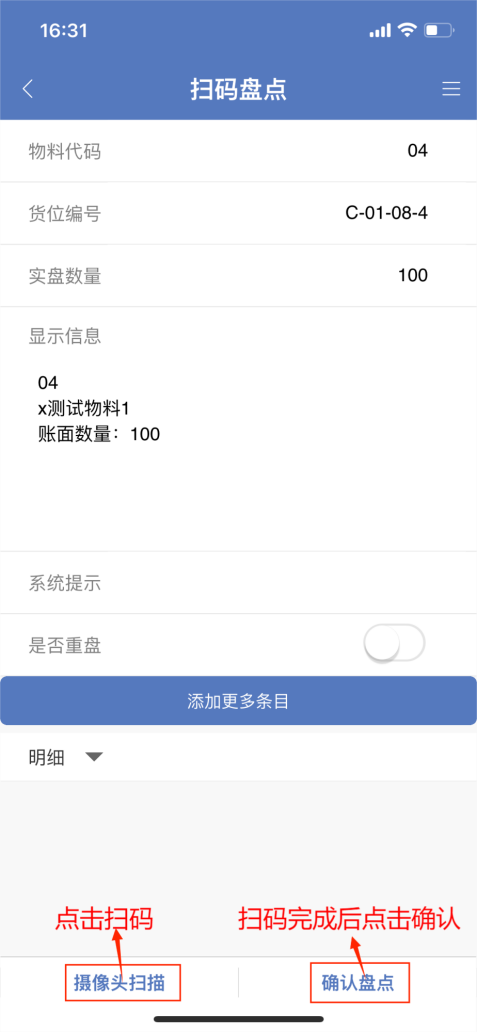 16:31
扫码盘点
物料代码 04
货位编号 C-01-08-4
实盘数量 100
显示信息
04
x测试物料1
账面数量：100
系统提示
是否重盘
添加更多条目
明细
点击扫码 扫码完成后点击确认
摄像头扫描 确认盘点